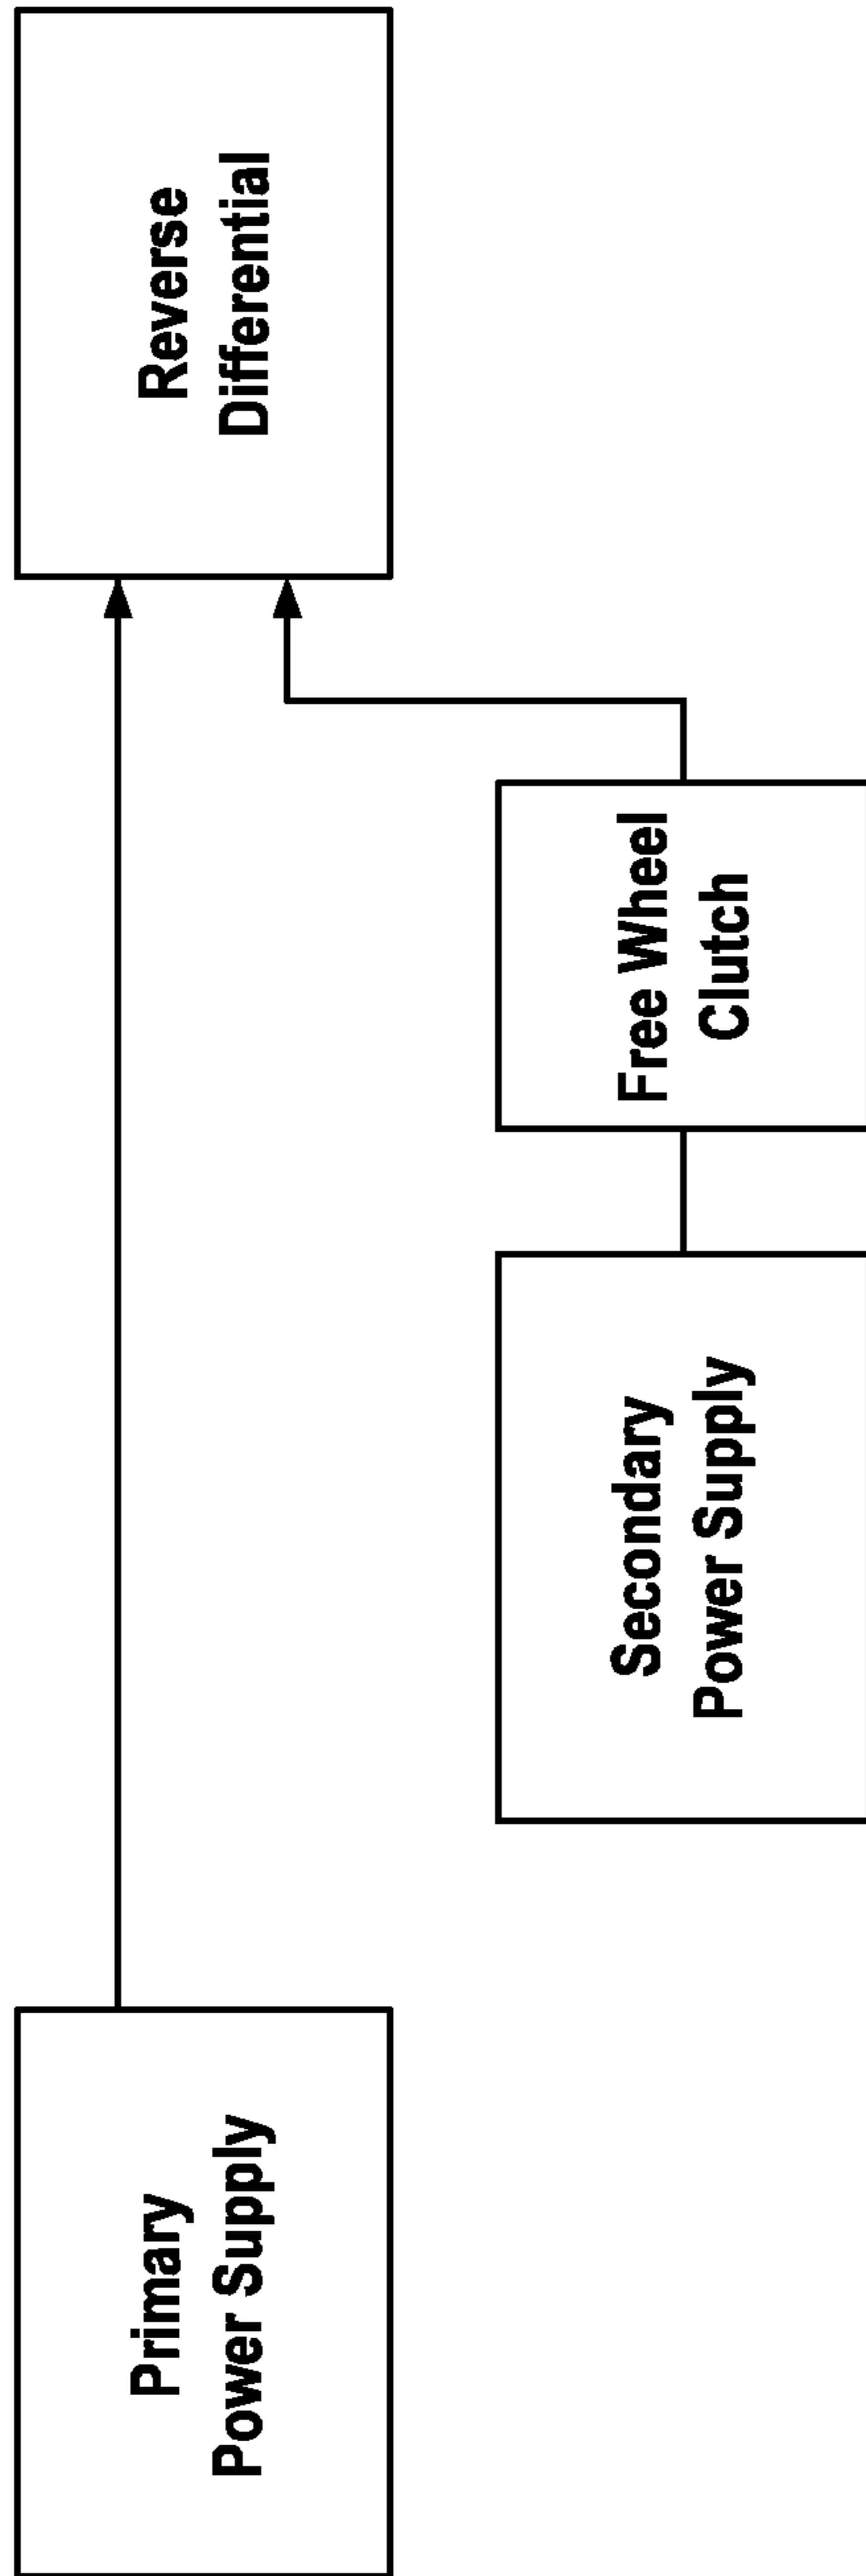 Primary
Power Supply
Reverse
Differential
Secondary
Power Supply
Free Wheel
Clutch